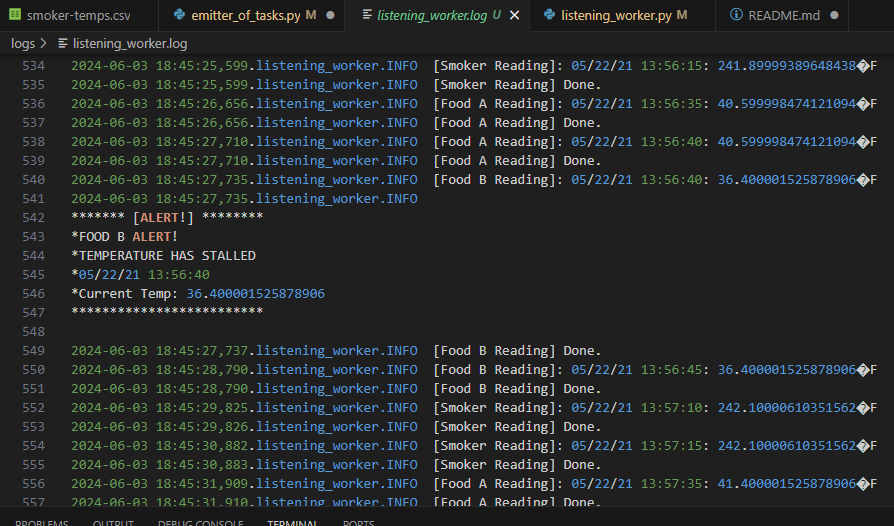 smoker-temps.csv emitter_of_tasks.py M ● listening_worker.log U × listening_worker.py M README.md ●
logs > listening_worker.log
534 2024-06-03 18:45:25,599.listening_worker.INFO [Smoker Reading]: 05/22/21 13:56:15: 241.89999389648438�F
535 2024-06-03 18:45:25,599.listening_worker.INFO [Smoker Reading] Done.
536 2024-06-03 18:45:26,656.listening_worker.INFO [Food A Reading]: 05/22/21 13:56:35: 40.599998474121094�F
537 2024-06-03 18:45:26,656.listening_worker.INFO [Food A Reading] Done.
538 2024-06-03 18:45:27,710.listening_worker.INFO [Food A Reading]: 05/22/21 13:56:40: 40.599998474121094�F
539 2024-06-03 18:45:27,710.listening_worker.INFO [Food A Reading] Done.
540 2024-06-03 18:45:27,735.listening_worker.INFO [Food B Reading]: 05/22/21 13:56:40: 36.400001525878906�F
541 2024-06-03 18:45:27,735.listening_worker.INFO
542 ******* [ALERT!] ********
543 *FOOD B ALERT!
544 *TEMPERATURE HAS STALLED
545 *05/22/21 13:56:40
546 *Current Temp: 36.400001525878906
547 *************************
548
549 2024-06-03 18:45:27,737.listening_worker.INFO [Food B Reading] Done.
550 2024-06-03 18:45:28,790.listening_worker.INFO [Food B Reading]: 05/22/21 13:56:45: 36.400001525878906�F
551 2024-06-03 18:45:28,790.listening_worker.INFO [Food B Reading] Done.
552 2024-06-03 18:45:29,825.listening_worker.INFO [Smoker Reading]: 05/22/21 13:57:10: 242.10000610351562�F
553 2024-06-03 18:45:29,826.listening_worker.INFO [Smoker Reading] Done.
554 2024-06-03 18:45:30,882.listening_worker.INFO [Smoker Reading]: 05/22/21 13:57:15: 242.10000610351562�F
555 2024-06-03 18:45:30,883.listening_worker.INFO [Smoker Reading] Done.
556 2024-06-03 18:45:31,909.listening_worker.INFO [Food A Reading]: 05/22/21 13:57:35: 41.400001525878906�F
557 2024-06-03 18:45:31,910.listening_worker.INFO [Food A Reading] Done.
PROBLEMS OUTPUT DEBUG CONSOLE TERMINAL PORTS